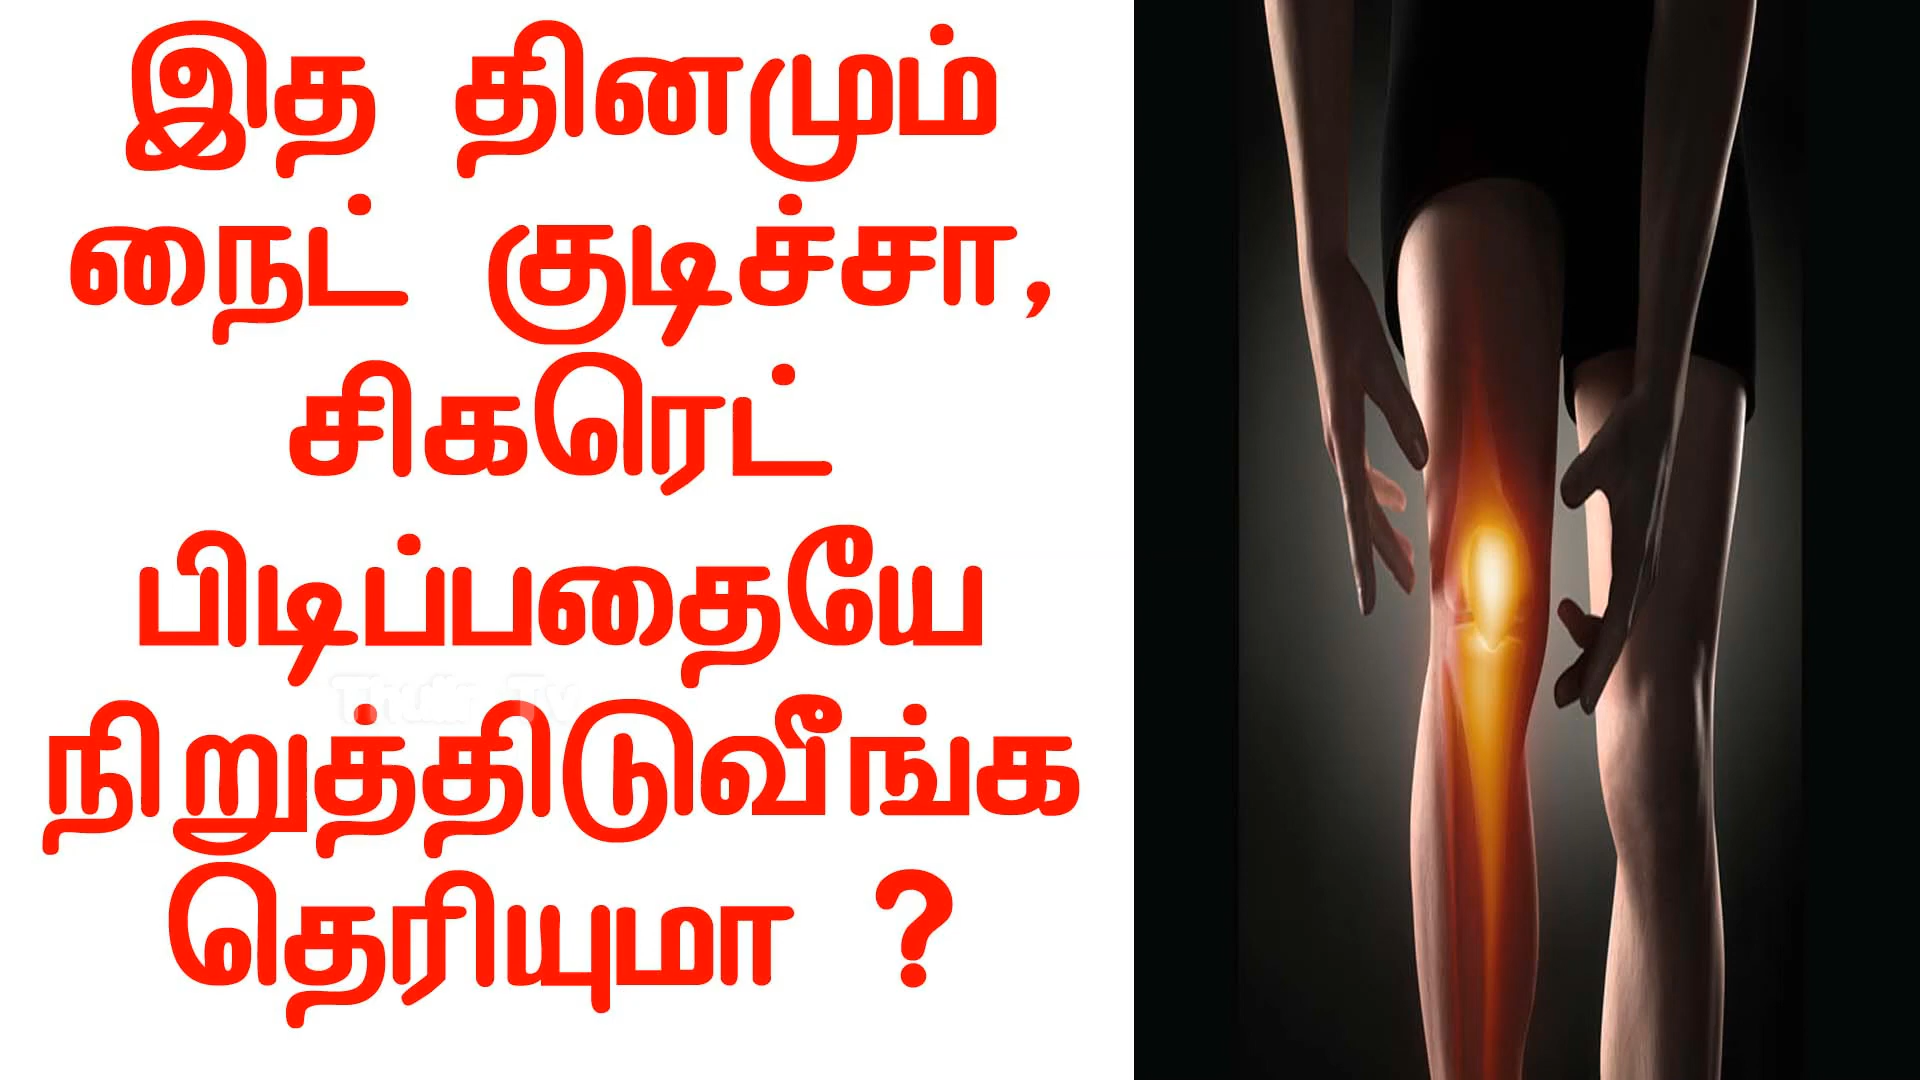 இத தினமும்
நைட் குடிச்சா,
சிகரெட்
பிடிப்பதையே
நிறுத்திடுவீங்க
தெரியுமா ?